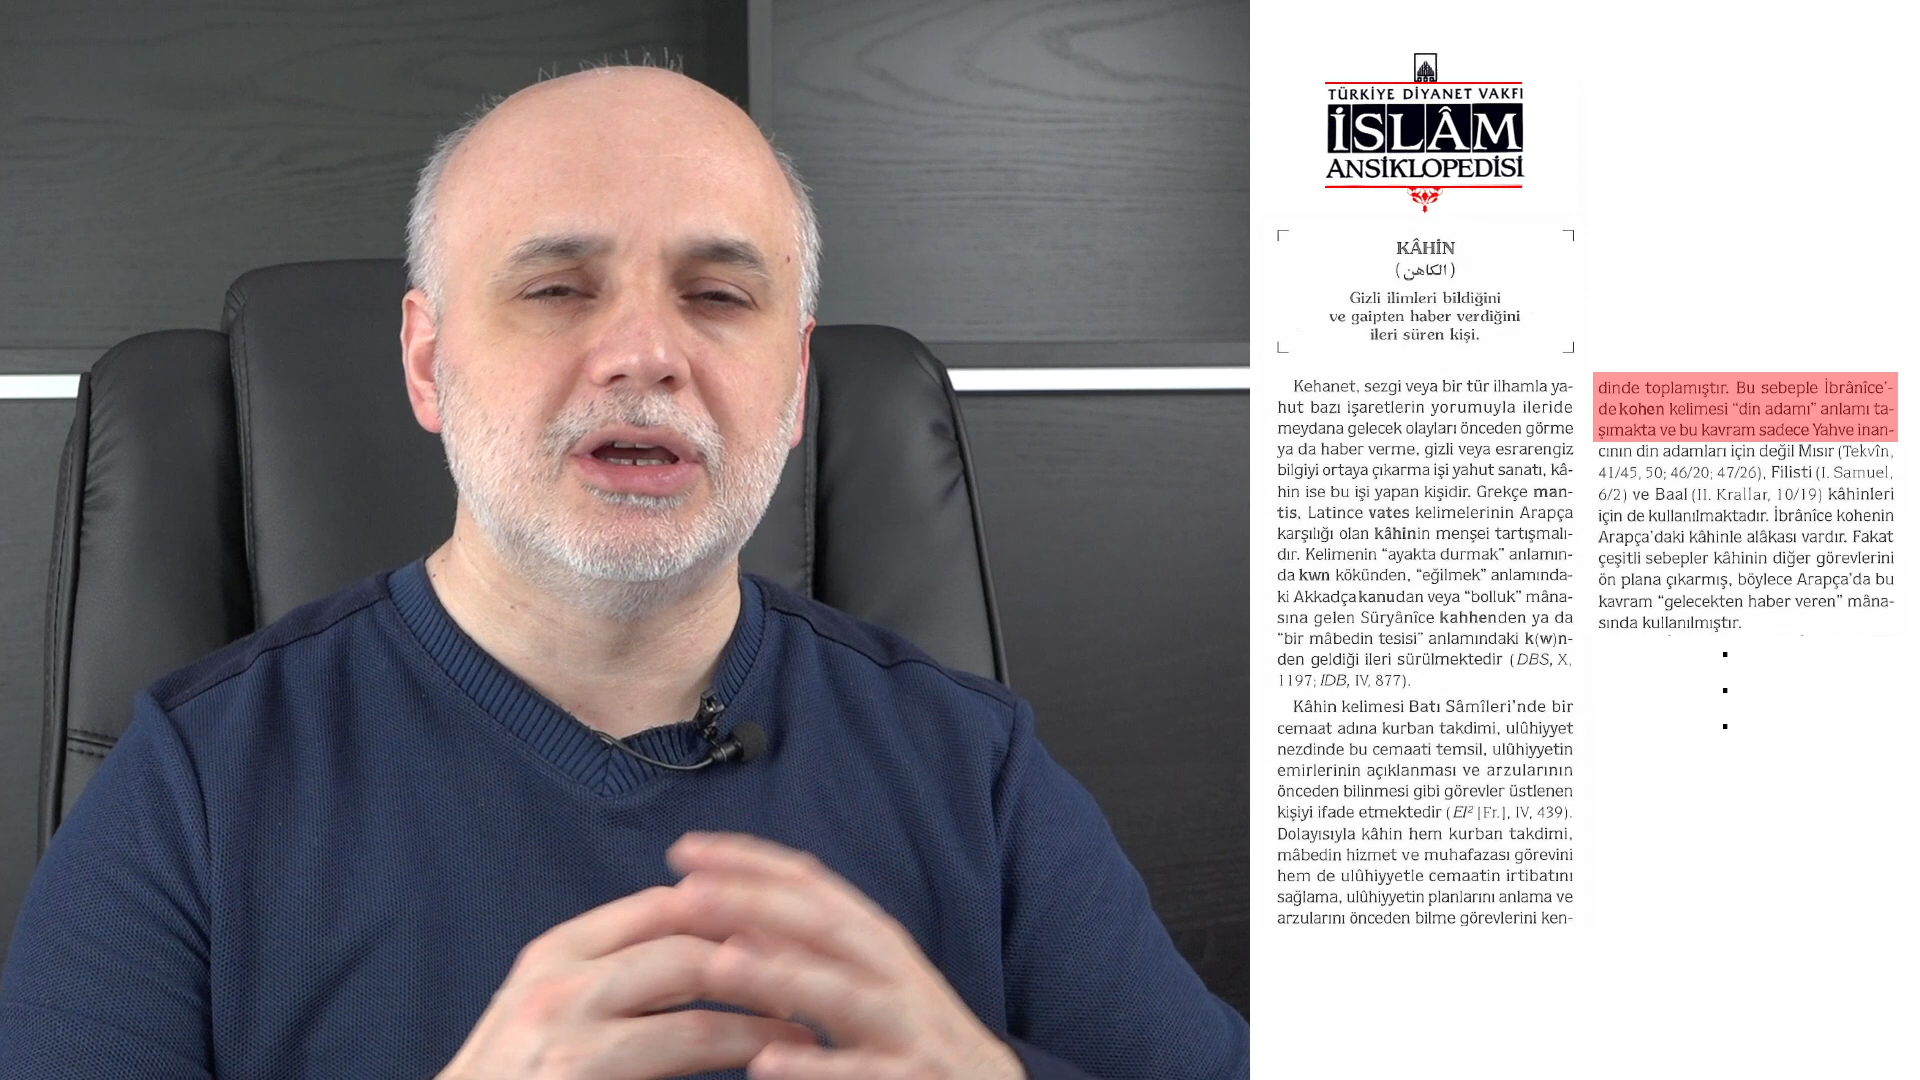 TÜRKİYE DİYANET VAKFI
İSLÂM
ANSİKLOPEDİSİ
KÂHİN
(الكاهن)
Gizli ilimleri bildiğini
ve gaipten haber verdiğini
ileri süren kişi.
Kehanet, sezgi veya bir tür ilhamla ya-
hut bazı işaretlerin yorumuyla ileride
meydana gelecek olayları önceden görme
ya da haber verme, gizli veya esrarengiz
bilgiyi ortaya çıkarma işi yahut sanatı, kâ-
hin ise bu işi yapan kişidir. Grekçe man-
tis, Latince vates kelimelerinin Arapça
karşılığı olan kâhinin menşei tartışmalı-
dır. Kelimenin “ayakta durmak” anlamın-
da kwn kökünden, “eğilmek” anlamında-
ki Akkadça kanudan veya “bolluk” mâna-
sına gelen Süryânîce kahhenden ya da
“bir mâbedin tesisi” anlamındaki k(w)n-
den geldiği ileri sürülmektedir (DBS, X,
1197; IDB, IV, 877).
Kâhin kelimesi Batı Sâmîleri’nde bir
cemaat adına kurban takdimi, ulûhiyyet
nezdinde bu cemaati temsil, ulûhiyyetin
emirlerinin açıklanması ve arzularının
önceden bilinmesi gibi görevler üstlenen
kişiyi ifade etmektedir (EI² [Fr.], IV, 439).
Dolayısıyla kâhin hem kurban takdimi,
mâbedin hizmet ve muhafazası görevini
hem de ulûhiyyetle cemaatin irtibatını
sağlama, ulûhiyyetin planlarını anlama ve
arzularını önceden bilme görevlerini ken-
dinde toplamıştır. Bu sebeple İbrânîce’-
de kohen kelimesi “din adamı” anlamı ta-
şımakta ve bu kavram sadece Yahve inan-
cının din adamları için değil Mısır (Tekvîn,
41/45, 50; 46/20; 47/26), Filisti (I. Samuel,
6/2) ve Baal (II. Krallar, 10/19) kâhinleri
için de kullanılmaktadır. İbrânîce kohenin
Arapça’daki kâhinle alâkası vardır. Fakat
çeşitli sebepler kâhinin diğer görevlerini
ön plana çıkarmış, böylece Arapça’da bu
kavram “gelecekten haber veren” mâna-
sında kullanılmıştır.